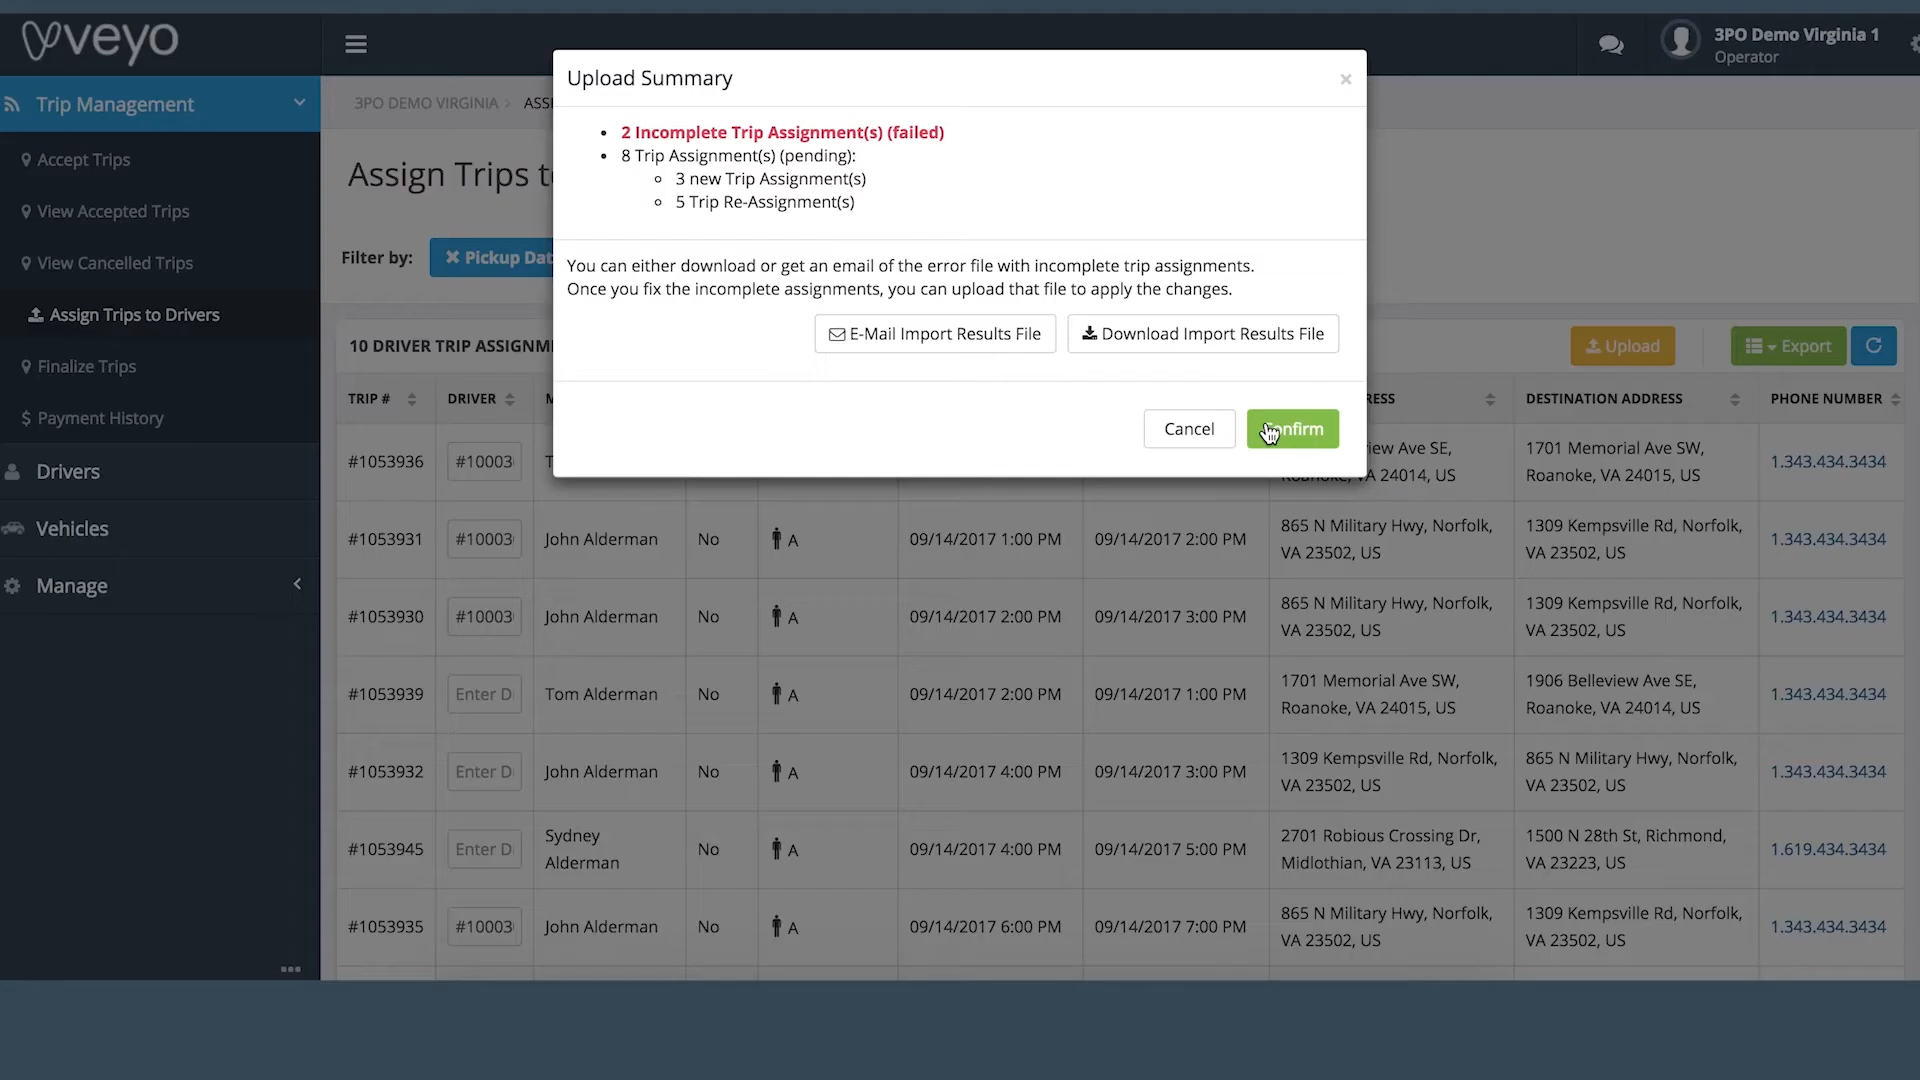 veyo
3PO Demo Virginia 1
Operator
Trip Management
Accept Trips
View Accepted Trips
View Cancelled Trips
Assign Trips to Drivers
Finalize Trips
$ Payment History
Drivers
Vehicles
Manage
3PO DEMO VIRGINIA > ASSI
Assign Trips to
Filter by: Pickup Dat
Upload Summary
×
• 2 Incomplete Trip Assignment(s) (failed)
• 8 Trip Assignment(s) (pending):
○ 3 new Trip Assignment(s)
○ 5 Trip Re-Assignment(s)
You can either download or get an email of the error file with incomplete trip assignments.
Once you fix the incomplete assignments, you can upload that file to apply the changes.
E-Mail Import Results File Download Import Results File
Cancel Confirm
10 DRIVER TRIP ASSIGNM Upload Export
TRIP # DRIVER M RESS DESTINATION ADDRESS PHONE NUMBER
#1053936 #10003 T iew Ave SE, Roanoke, VA 24014, US 1701 Memorial Ave SW, Roanoke, VA 24015, US 1.343.434.3434
#1053931 #10003 John Alderman No A 09/14/2017 1:00 PM 09/14/2017 2:00 PM 865 N Military Hwy, Norfolk, VA 23502, US 1309 Kempsville Rd, Norfolk, VA 23502, US 1.343.434.3434
#1053930 #10003 John Alderman No A 09/14/2017 2:00 PM 09/14/2017 3:00 PM 865 N Military Hwy, Norfolk, VA 23502, US 1309 Kempsville Rd, Norfolk, VA 23502, US 1.343.434.3434
#1053939 Enter D Tom Alderman No A 09/14/2017 2:00 PM 09/14/2017 1:00 PM 1701 Memorial Ave SW, Roanoke, VA 24015, US 1906 Belleview Ave SE, Roanoke, VA 24014, US 1.343.434.3434
#1053932 Enter D John Alderman No A 09/14/2017 4:00 PM 09/14/2017 3:00 PM 1309 Kempsville Rd, Norfolk, VA 23502, US 865 N Military Hwy, Norfolk, VA 23502, US 1.343.434.3434
#1053945 Enter D Sydney Alderman No A 09/14/2017 4:00 PM 09/14/2017 5:00 PM 2701 Robious Crossing Dr, Midlothian, VA 23113, US 1500 N 28th St, Richmond, VA 23223, US 1.619.434.3434
#1053935 #10003 John Alderman No A 09/14/2017 6:00 PM 09/14/2017 7:00 PM 865 N Military Hwy, Norfolk, VA 23502, US 1309 Kempsville Rd, Norfolk, VA 23502, US 1.343.434.3434